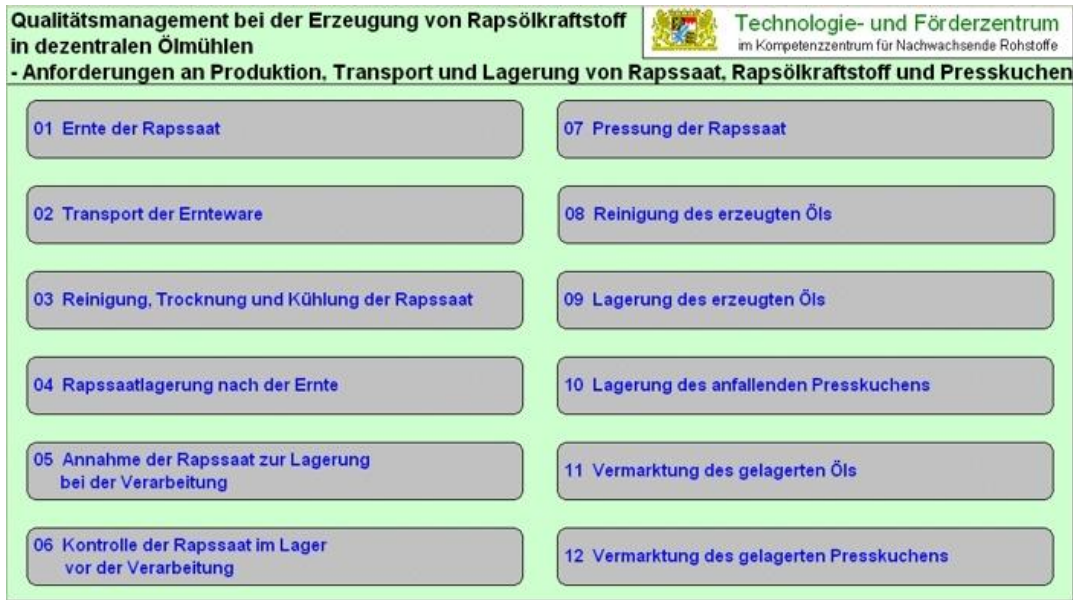 Qualitätsmanagement bei der Erzeugung von Rapsölkraftstoff
in dezentralen Ölmühlen
- Anforderungen an Produktion, Transport und Lagerung von Rapssaat, Rapsölkraftstoff und Presskuchen
Technologie- und Förderzentrum
im Kompetenzzentrum für Nachwachsende Rohstoffe
01 Ernte der Rapssaat
02 Transport der Ernteware
03 Reinigung, Trocknung und Kühlung der Rapssaat
04 Rapssaatlagerung nach der Ernte
05 Annahme der Rapssaat zur Lagerung
bei der Verarbeitung
06 Kontrolle der Rapssaat im Lager
vor der Verarbeitung
07 Pressung der Rapssaat
08 Reinigung des erzeugten Öls
09 Lagerung des erzeugten Öls
10 Lagerung des anfallenden Presskuchens
11 Vermarktung des gelagerten Öls
12 Vermarktung des gelagerten Presskuchens